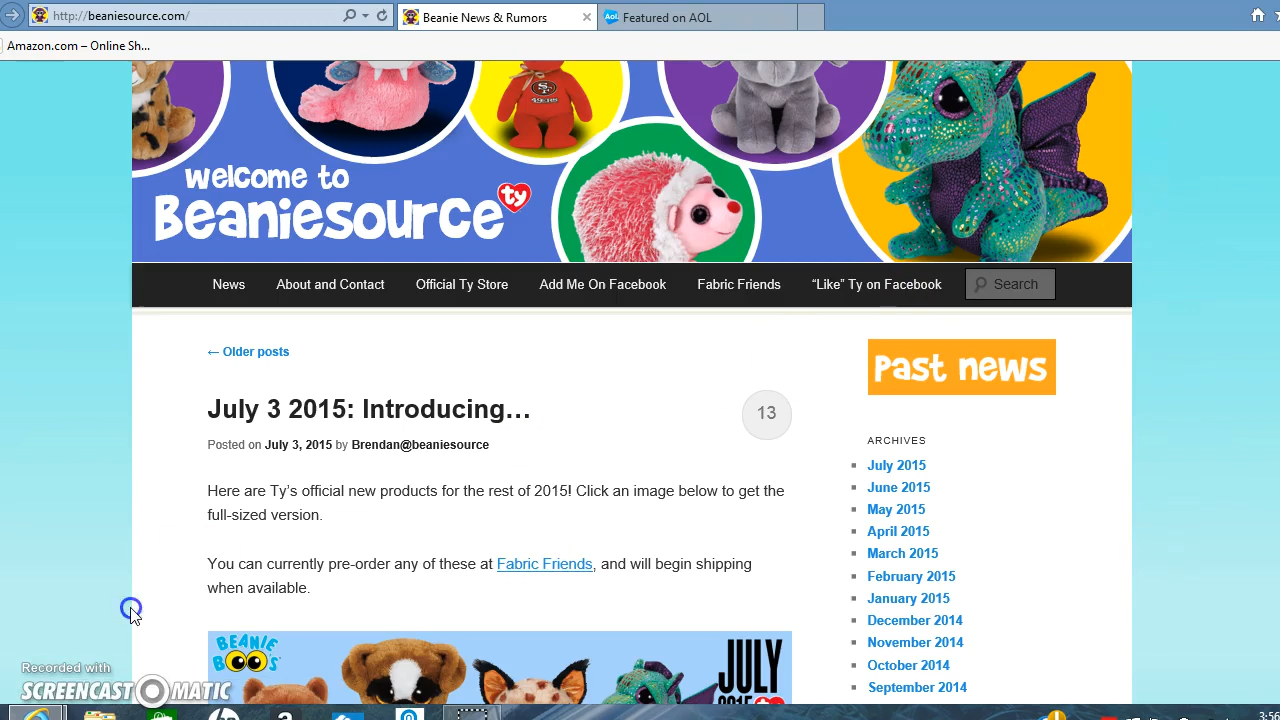 http://beaniesource.com/
Beanie News & Rumors
Featured on AOL
Amazon.com – Online Sh...
49ERS
welcome to
Beaniesource
ty
News
About and Contact
Official Ty Store
Add Me On Facebook
Fabric Friends
“Like” Ty on Facebook
Search
← Older posts
Past news
July 3 2015: Introducing…
13
Posted on July 3, 2015 by Brendan@beaniesource
ARCHIVES
Here are Ty’s official new products for the rest of 2015! Click an image below to get the
full-sized version.
You can currently pre-order any of these at Fabric Friends, and will begin shipping
when available.
July 2015
June 2015
May 2015
April 2015
March 2015
February 2015
January 2015
December 2014
November 2014
October 2014
September 2014
BEANIE
BOO'S
JULY
2015
Recorded with
SCREENCAST-O-MATIC